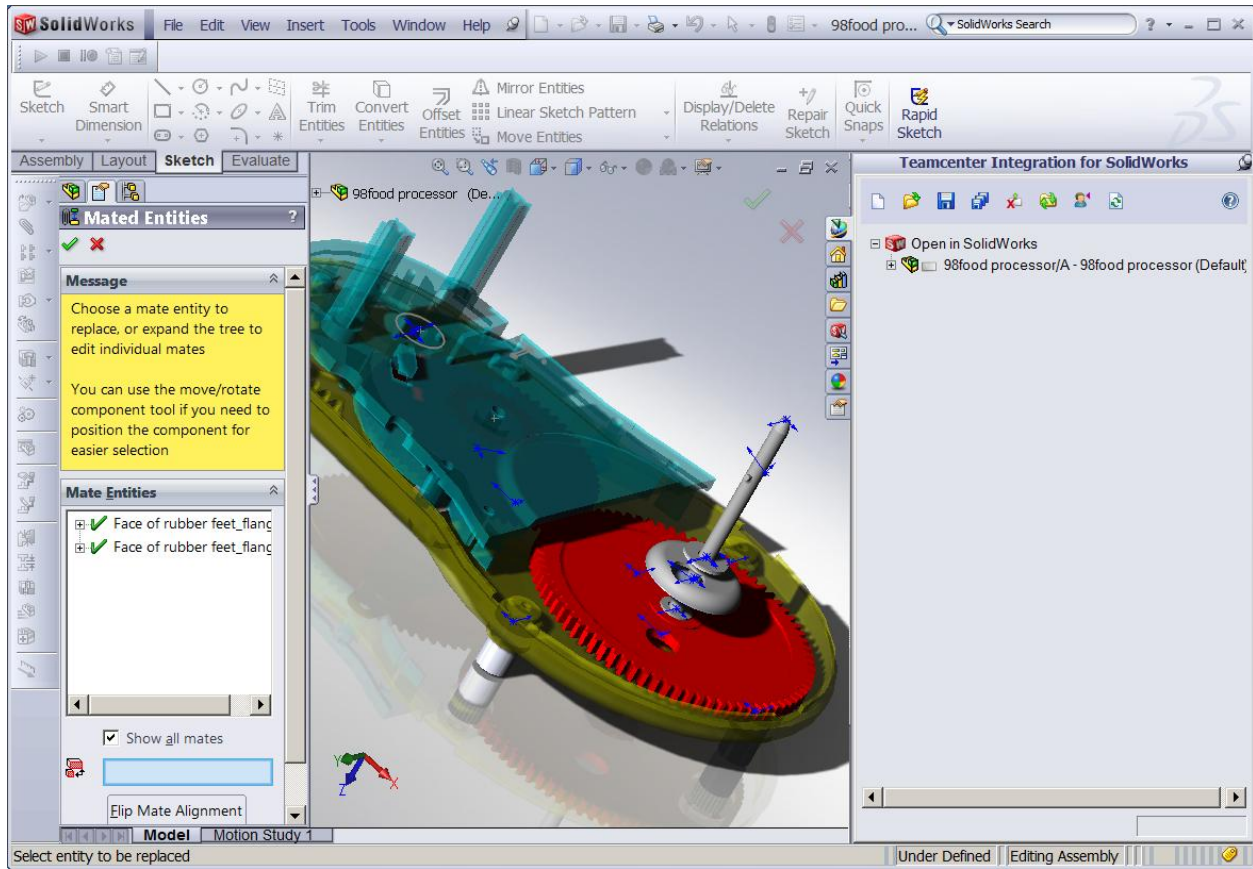 SolidWorks File Edit View Insert Tools Window Help 98food pro... SolidWorks Search ?
Sketch
Smart
Dimension
Trim
Entities
Convert
Entities
Offset
Entities
Mirror Entities
Linear Sketch Pattern
Move Entities
Display/Delete
Relations
Repair
Sketch
Quick
Snaps
Rapid
Sketch
Assembly Layout Sketch Evaluate
Teamcenter Integration for SolidWorks
98food processor (De...
Mated Entities ?
Message
Choose a mate entity to
replace, or expand the tree to
edit individual mates
You can use the move/rotate
component tool if you need to
position the component for
easier selection
Mate Entities
Face of rubber feet_flang
Face of rubber feet_flang
Show all mates
Flip Mate Alignment
Y
X
Z
Open in SolidWorks
98food processor/A - 98food processor (Default)
Model Motion Study 1
Select entity to be replaced
Under Defined Editing Assembly